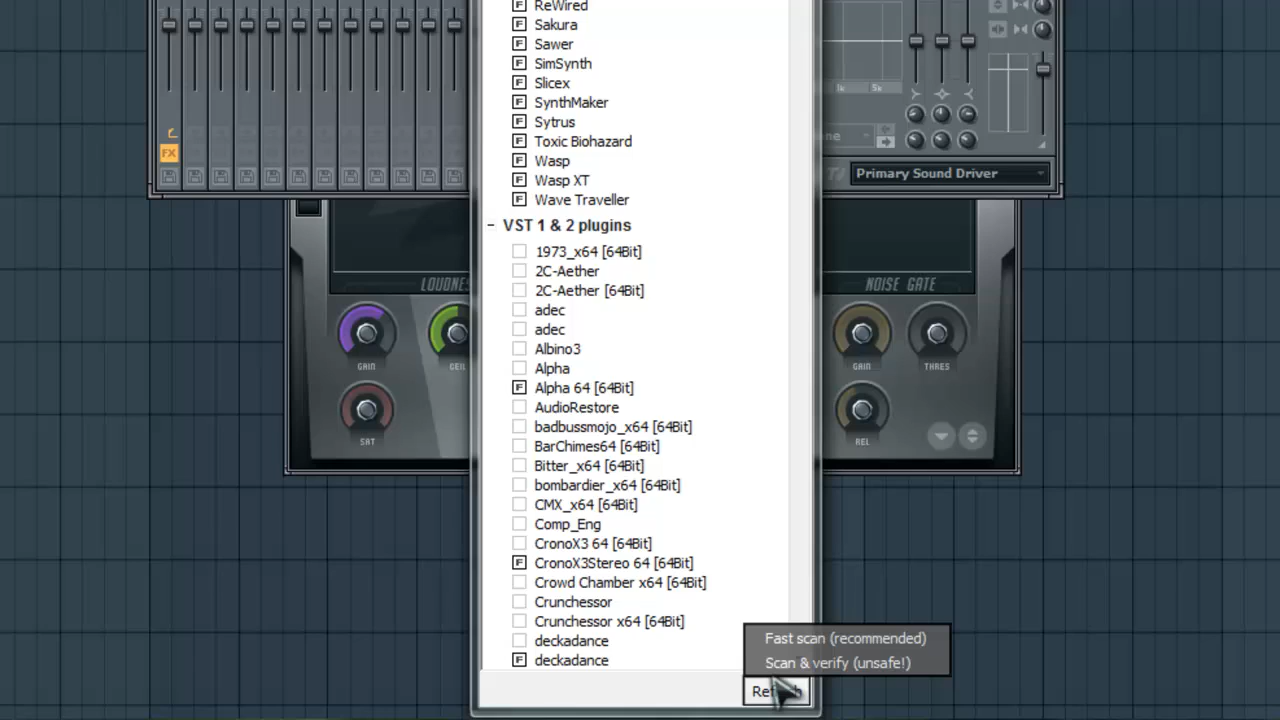 ReWired
Sakura
Sawer
SimSynth
Slicex
1k 5k
SynthMaker
Sytrus
Toxic Biohazard
FX
Wasp
Primary Sound Driver
Wasp XT
Wave Traveller
VST 1 & 2 plugins
1973_x64 [64Bit]
2C-Aether
NOISE GATE
2C-Aether [64Bit]
adec
adec
Albino3
GAIN
GAIN
THRES
Alpha
Alpha 64 [64Bit]
AudioRestore
badbussmojo_x64 [64Bit]
SAT
REL
BarChimes64 [64Bit]
Bitter_x64 [64Bit]
bombardier_x64 [64Bit]
CMX_x64 [64Bit]
Comp_Eng
CronoX3 64 [64Bit]
CronoX3Stereo 64 [64Bit]
Crowd Chamber x64 [64Bit]
Crunchessor
Crunchessor x64 [64Bit]
deckadance
deckadance
Fast scan (recommended)
Scan & verify (unsafe!)